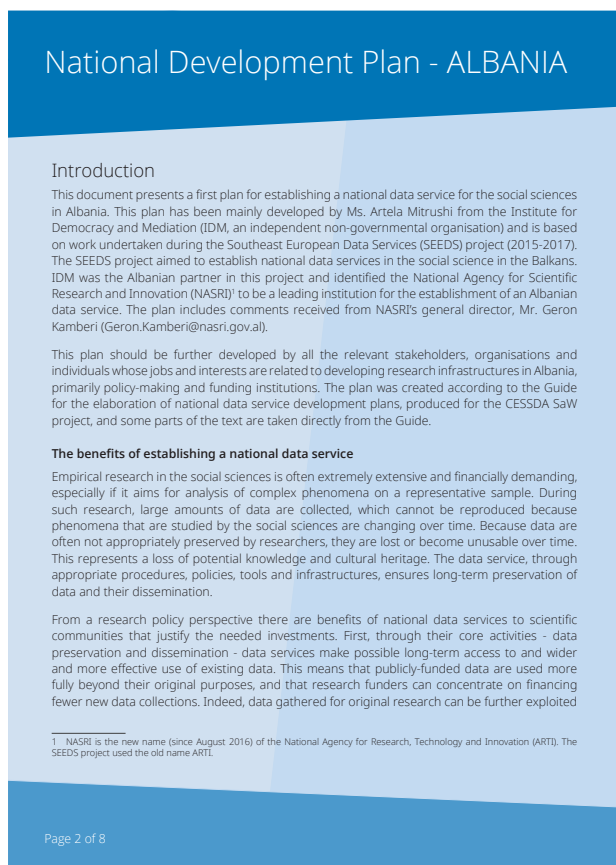 National Development Plan - ALBANIA
Introduction
This document presents a first plan for establishing a national data service for the social sciences
in Albania. This plan has been mainly developed by Ms. Artela Mitrushi from the Institute for
Democracy and Mediation (IDM, an independent non-governmental organisation) and is based
on work undertaken during the Southeast European Data Services (SEEDS) project (2015-2017).
The SEEDS project aimed to establish national data services in the social science in the Balkans.
IDM was the Albanian partner in this project and identified the National Agency for Scientific
Research and Innovation (NASRI)1 to be a leading institution for the establishment of an Albanian
data service. The plan includes comments received from NASRI's general director, Mr. Geron
Kamberi (Geron.Kamberi@nasri.gov.al).
This plan should be further developed by all the relevant stakeholders, organisations and
individuals whose jobs and interests are related to developing research infrastructures in Albania,
primarily policy-making and funding institutions. The plan was created according to the Guide
for the elaboration of national data service development plans, produced for the CESSDA SaW
project, and some parts of the text are taken directly from the Guide.
The benefits of establishing a national data service
Empirical research in the social sciences is often extremely extensive and financially demanding,
especially if it aims for analysis of complex phenomena on a representative sample. During
such research, large amounts of data are collected, which cannot be reproduced because
phenomena that are studied by the social sciences are changing over time. Because data are
often not appropriately preserved by researchers, they are lost or become unusable over time.
This represents a loss of potential knowledge and cultural heritage. The data service, through
appropriate procedures, policies, tools and infrastructures, ensures long-term preservation of
data and their dissemination.
From a research policy perspective there are benefits of national data services to scientific
communities that justify the needed investments. First, through their core activities - data
preservation and dissemination - data services make possible long-term access to and wider
and more effective use of existing data. This means that publicly-funded data are used more
fully beyond their original purposes, and that research funders can concentrate on financing
fewer new data collections. Indeed, data gathered for original research can be further exploited
1 NASRI is the new name (since August 2016) of the National Agency for Research, Technology and Innovation (ARTI). The
SEEDS project used the old name ARTI.
Page 2 of 8